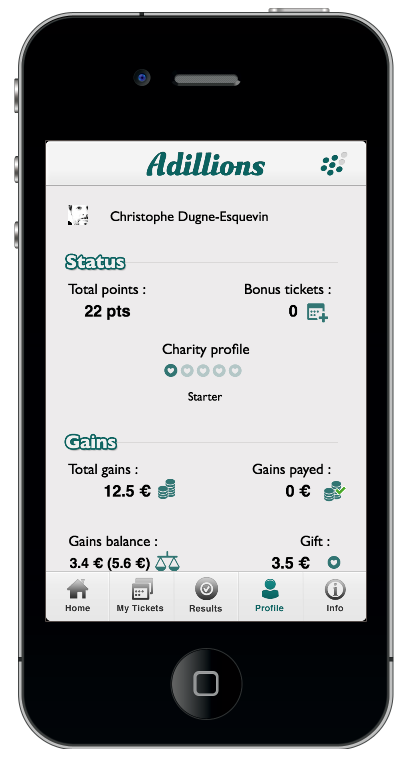 Adillions
Christophe Dugne-Esquevin
Status
Total points : Bonus tickets :
22 pts 0
Charity profile
Starter
Gains
Total gains : Gains payed :
12.5 € 0 €
Gains balance : Gift :
3.4 € (5.6 €) 3.5 €
Home My Tickets Results Profile Info